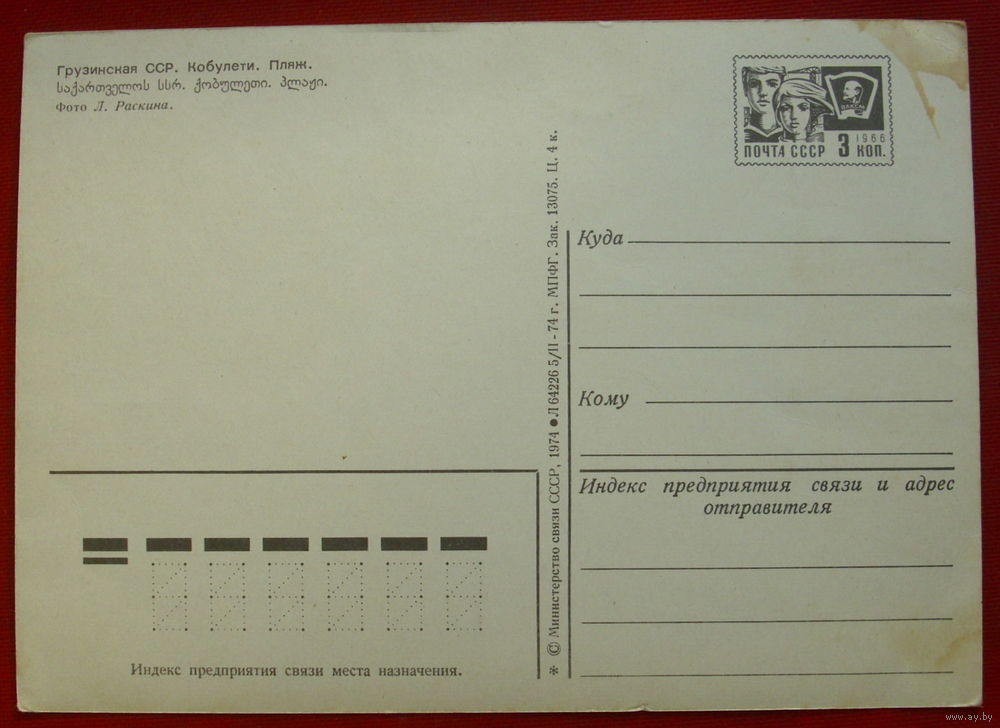 Грузинская ССР. Кобулети. Пляж.
საქართველოს სსრ. ქობულეთი. პლაჟი.
Фото Л. Раскина.
ВЛКСМ
1966
ПОЧТА СССР 3 КОП.
* © Министерство связи СССР, 1974 ● Л 64226 5/II - 74 г. МПФГ. Зак. 13075. Ц. 4 к.
Куда
Кому
Индекс предприятия связи и адрес
отправителя
Индекс предприятия связи места назначения.
www.ay.by